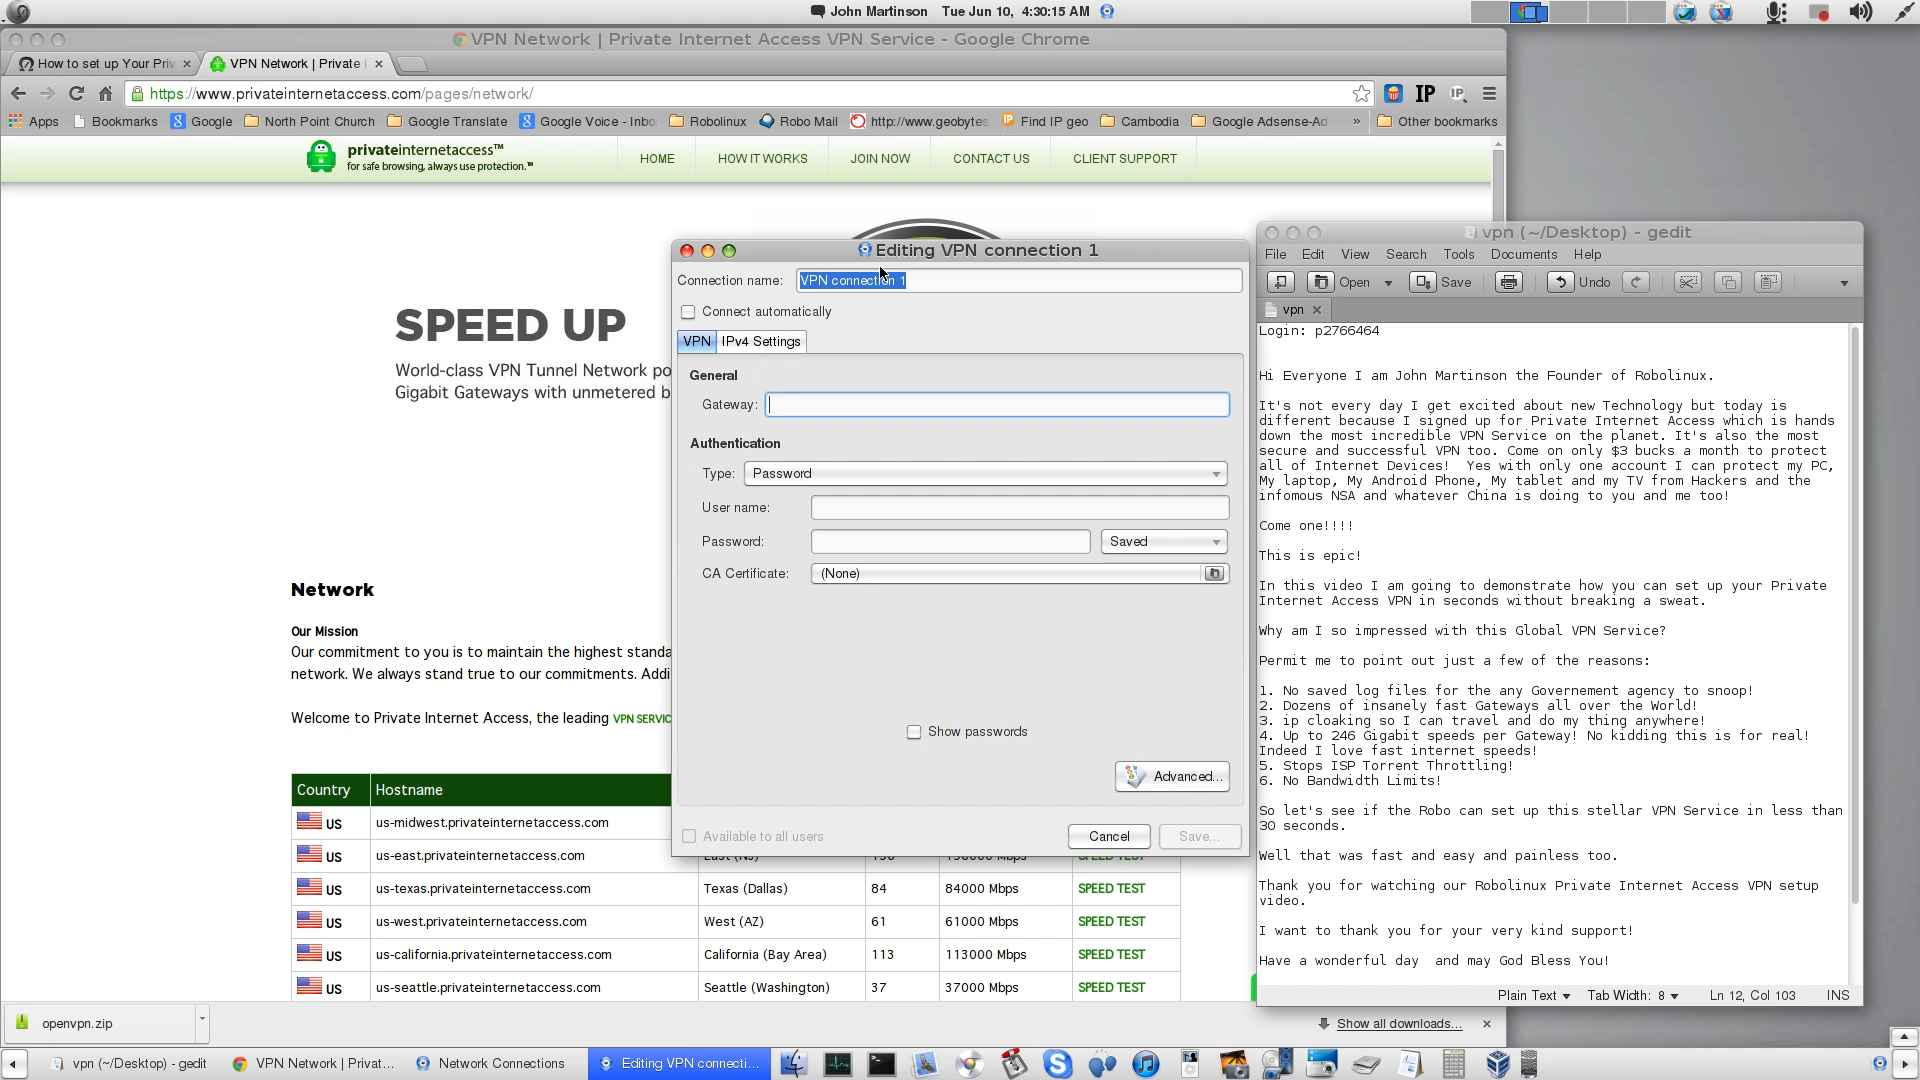 John Martinson Tue Jun 10, 4:30:15 AM
VPN Network | Private Internet Access VPN Service - Google Chrome
How to set up Your Priv
VPN Network | Private I
https://www.privateinternetaccess.com/pages/network/
IP
Apps Bookmarks Google North Point Church Google Translate Google Voice - Inbo Robolinux Robo Mail http://www.geobytes Find IP geo Cambodia Google Adsense-Ad » Other bookmarks
privateinternetaccess™
for safe browsing, always use protection.™
HOME HOW IT WORKS JOIN NOW CONTACT US CLIENT SUPPORT
SPEED UP
World-class VPN Tunnel Network po
Gigabit Gateways with unmetered b
Network
Our Mission
Our commitment to you is to maintain the highest standa
network. We always stand true to our commitments. Addi
Welcome to Private Internet Access, the leading VPN SERVIC
Country Hostname
US us-midwest.privateinternetaccess.com
US us-east.privateinternetaccess.com
US us-texas.privateinternetaccess.com Texas (Dallas) 84 84000 Mbps SPEED TEST
US us-west.privateinternetaccess.com West (AZ) 61 61000 Mbps SPEED TEST
US us-california.privateinternetaccess.com California (Bay Area) 113 113000 Mbps SPEED TEST
US us-seattle.privateinternetaccess.com Seattle (Washington) 37 37000 Mbps SPEED TEST
Editing VPN connection 1
Connection name: VPN connection 1
Connect automatically
VPN IPv4 Settings
General
Gateway:
Authentication
Type: Password
User name:
Password: Saved
CA Certificate: (None)
Show passwords
Advanced...
Available to all users
Cancel Save...
vpn (~/Desktop) - gedit
File Edit View Search Tools Documents Help
Open Save Undo
vpn
Login: p2766464
Hi Everyone I am John Martinson the Founder of Robolinux.
It's not every day I get excited about new Technology but today is
different because I signed up for Private Internet Access which is hands
down the most incredible VPN Service on the planet. It's also the most
secure and successful VPN too. Come on only $3 bucks a month to protect
all of Internet Devices!  Yes with only one account I can protect my PC,
My laptop, My Android Phone, My tablet and my TV from Hackers and the
infomous NSA and whatever China is doing to you and me too!
Come one!!!!
This is epic!
In this video I am going to demonstrate how you can set up your Private
Internet Access VPN in seconds without breaking a sweat.
Why am I so impressed with this Global VPN Service?
Permit me to point out just a few of the reasons:
1. No saved log files for the any Governement agency to snoop!
2. Dozens of insanely fast Gateways all over the World!
3. ip cloaking so I can travel and do my thing anywhere!
4. Up to 246 Gigabit speeds per Gateway! No kidding this is for real!
Indeed I love fast internet speeds!
5. Stops ISP Torrent Throttling!
6. No Bandwidth Limits!
So let's see if the Robo can set up this stellar VPN Service in less than
30 seconds.
Well that was fast and easy and painless too.
Thank you for watching our Robolinux Private Internet Access VPN setup
video.
I want to thank you for your very kind support!
Have a wonderful day  and may God Bless You!
Plain Text Tab Width: 8 Ln 12, Col 103 INS
openvpn.zip
Show all downloads...
vpn (~/Desktop) - gedit VPN Network | Privat... Network Connections Editing VPN connecti...